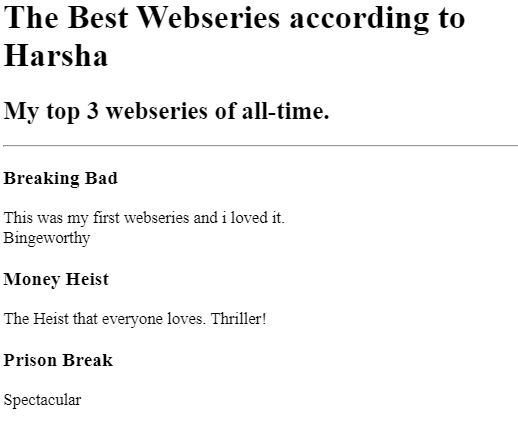 The Best Webseries according to
Harsha
My top 3 webseries of all-time.
Breaking Bad
This was my first webseries and i loved it.
Bingeworthy
Money Heist
The Heist that everyone loves. Thriller!
Prison Break
Spectacular